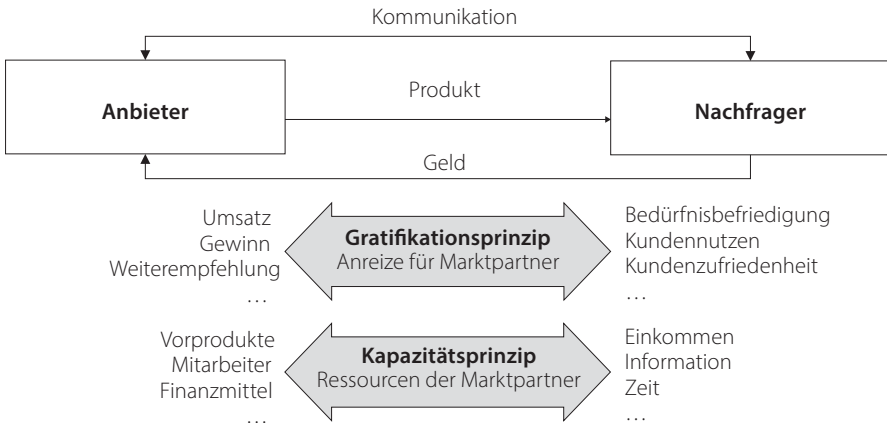 Kommunikation
Anbieter
Produkt
Nachfrager
Geld
Umsatz
Gewinn
Weiterempfehlung
…
Gratifikationsprinzip
Anreize für Marktpartner
Bedürfnisbefriedigung
Kundennutzen
Kundenzufriedenheit
…
Vorprodukte
Mitarbeiter
Finanzmittel
…
Kapazitätsprinzip
Ressourcen der Marktpartner
Einkommen
Information
Zeit
…